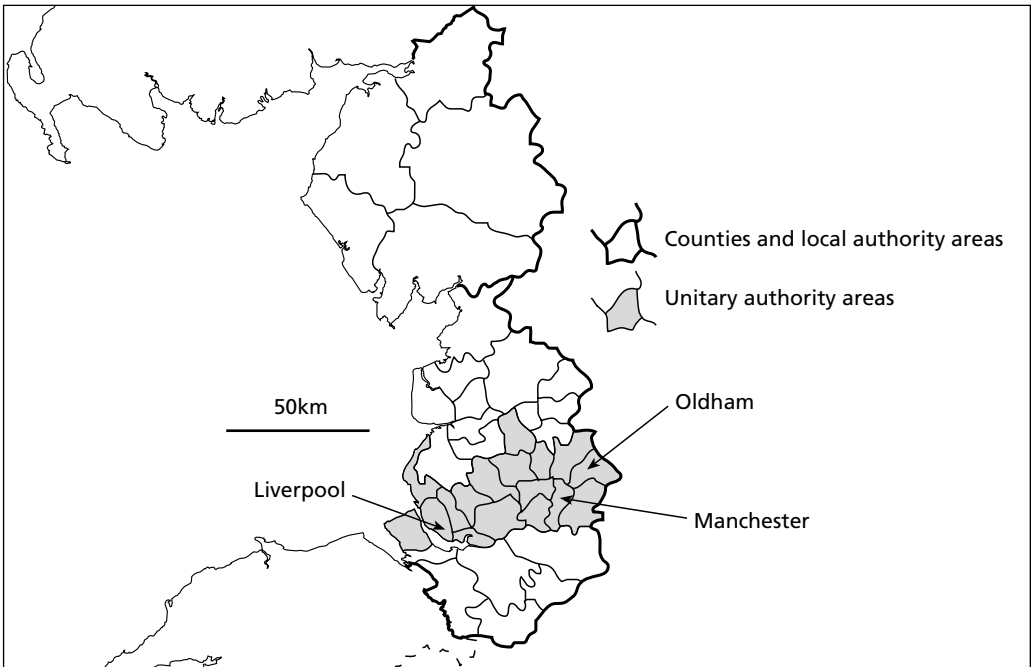 Counties and local authority areas
Unitary authority areas
50km
Oldham
Liverpool
Manchester